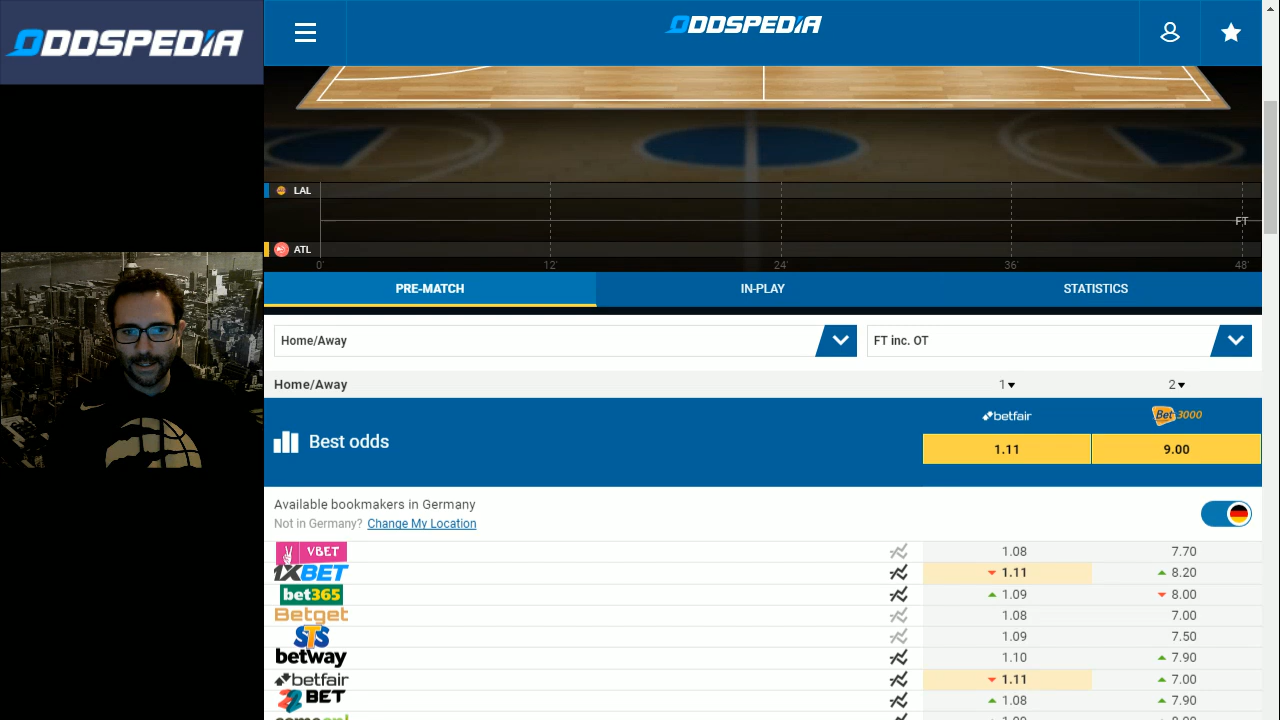 ODDSPEDIA
ODDSPEDIA
LAL
FT
ATL
0' 12' 24' 36' 48'
PRE-MATCH IN-PLAY STATISTICS
Home/Away FT inc. OT
Home/Away 1 2
betfair Bet 3000
Best odds 1.11 9.00
Available bookmakers in Germany
Not in Germany? Change My Location
VBET 1.08 7.70
1XBET 1.11 8.20
bet365 1.09 8.00
Betget 1.08 7.00
STS 1.09 7.50
betway 1.10 7.90
betfair 1.11 7.00
22BET 1.08 7.90